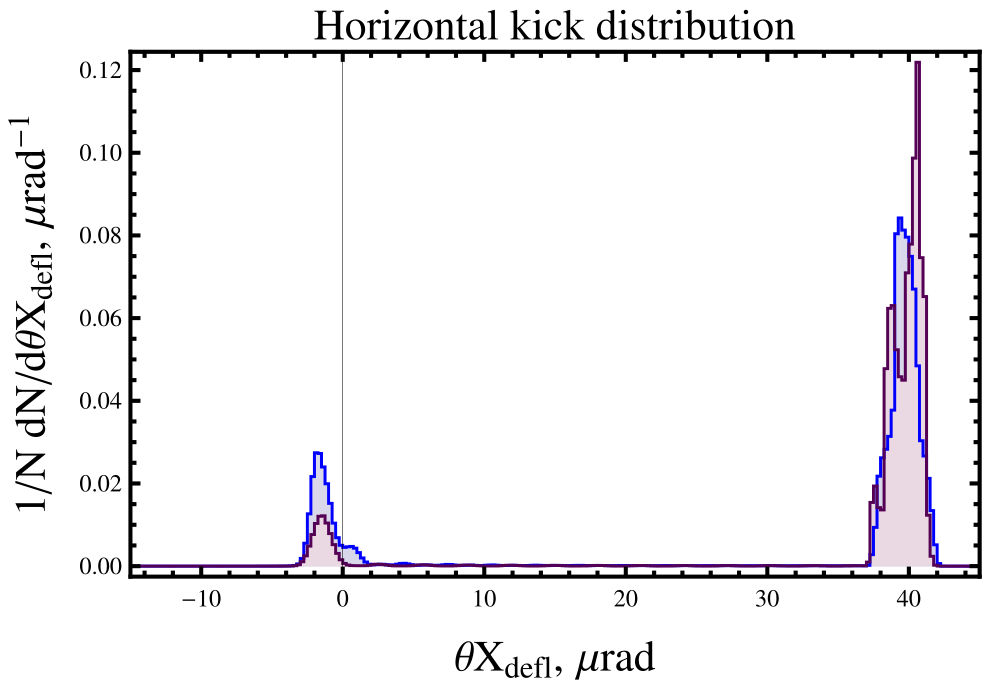 Horizontal kick distribution
1/N dN/dθX_defl, μrad⁻¹
0.12
0.10
0.08
0.06
0.04
0.02
0.00
−10 0 10 20 30 40
θX_defl, μrad